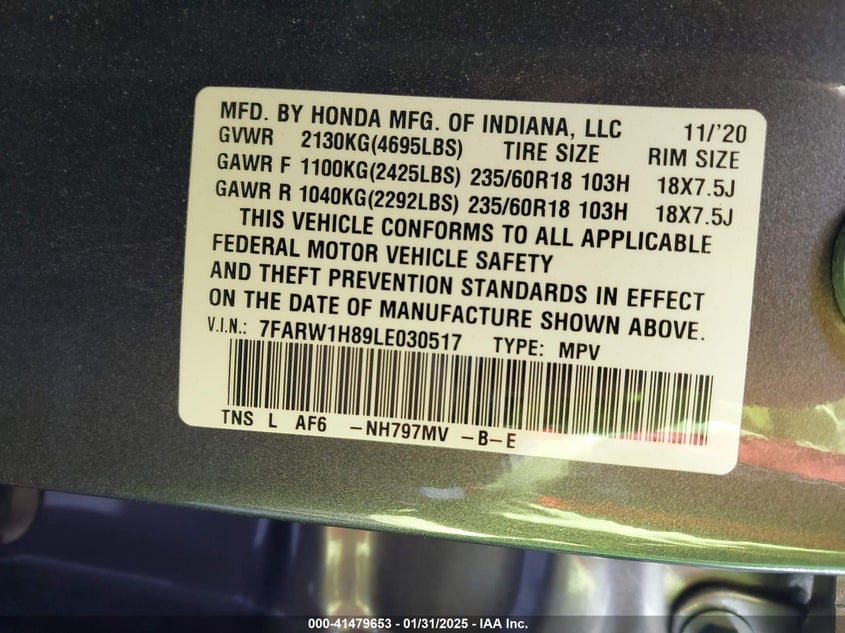 MFD. BY HONDA MFG. OF INDIANA, LLC 11/'20
GVWR 2130KG(4695LBS) TIRE SIZE RIM SIZE
GAWR F 1100KG(2425LBS) 235/60R18 103H 18X7.5J
GAWR R 1040KG(2292LBS) 235/60R18 103H 18X7.5J
THIS VEHICLE CONFORMS TO ALL APPLICABLE
FEDERAL MOTOR VEHICLE SAFETY
AND THEFT PREVENTION STANDARDS IN EFFECT
ON THE DATE OF MANUFACTURE SHOWN ABOVE.
V.I.N.: 7FARW1H89LE030517 TYPE: MPV
TNS L AF6 -NH797MV -B-E
000-41479653 - 01/31/2025 - IAA Inc.